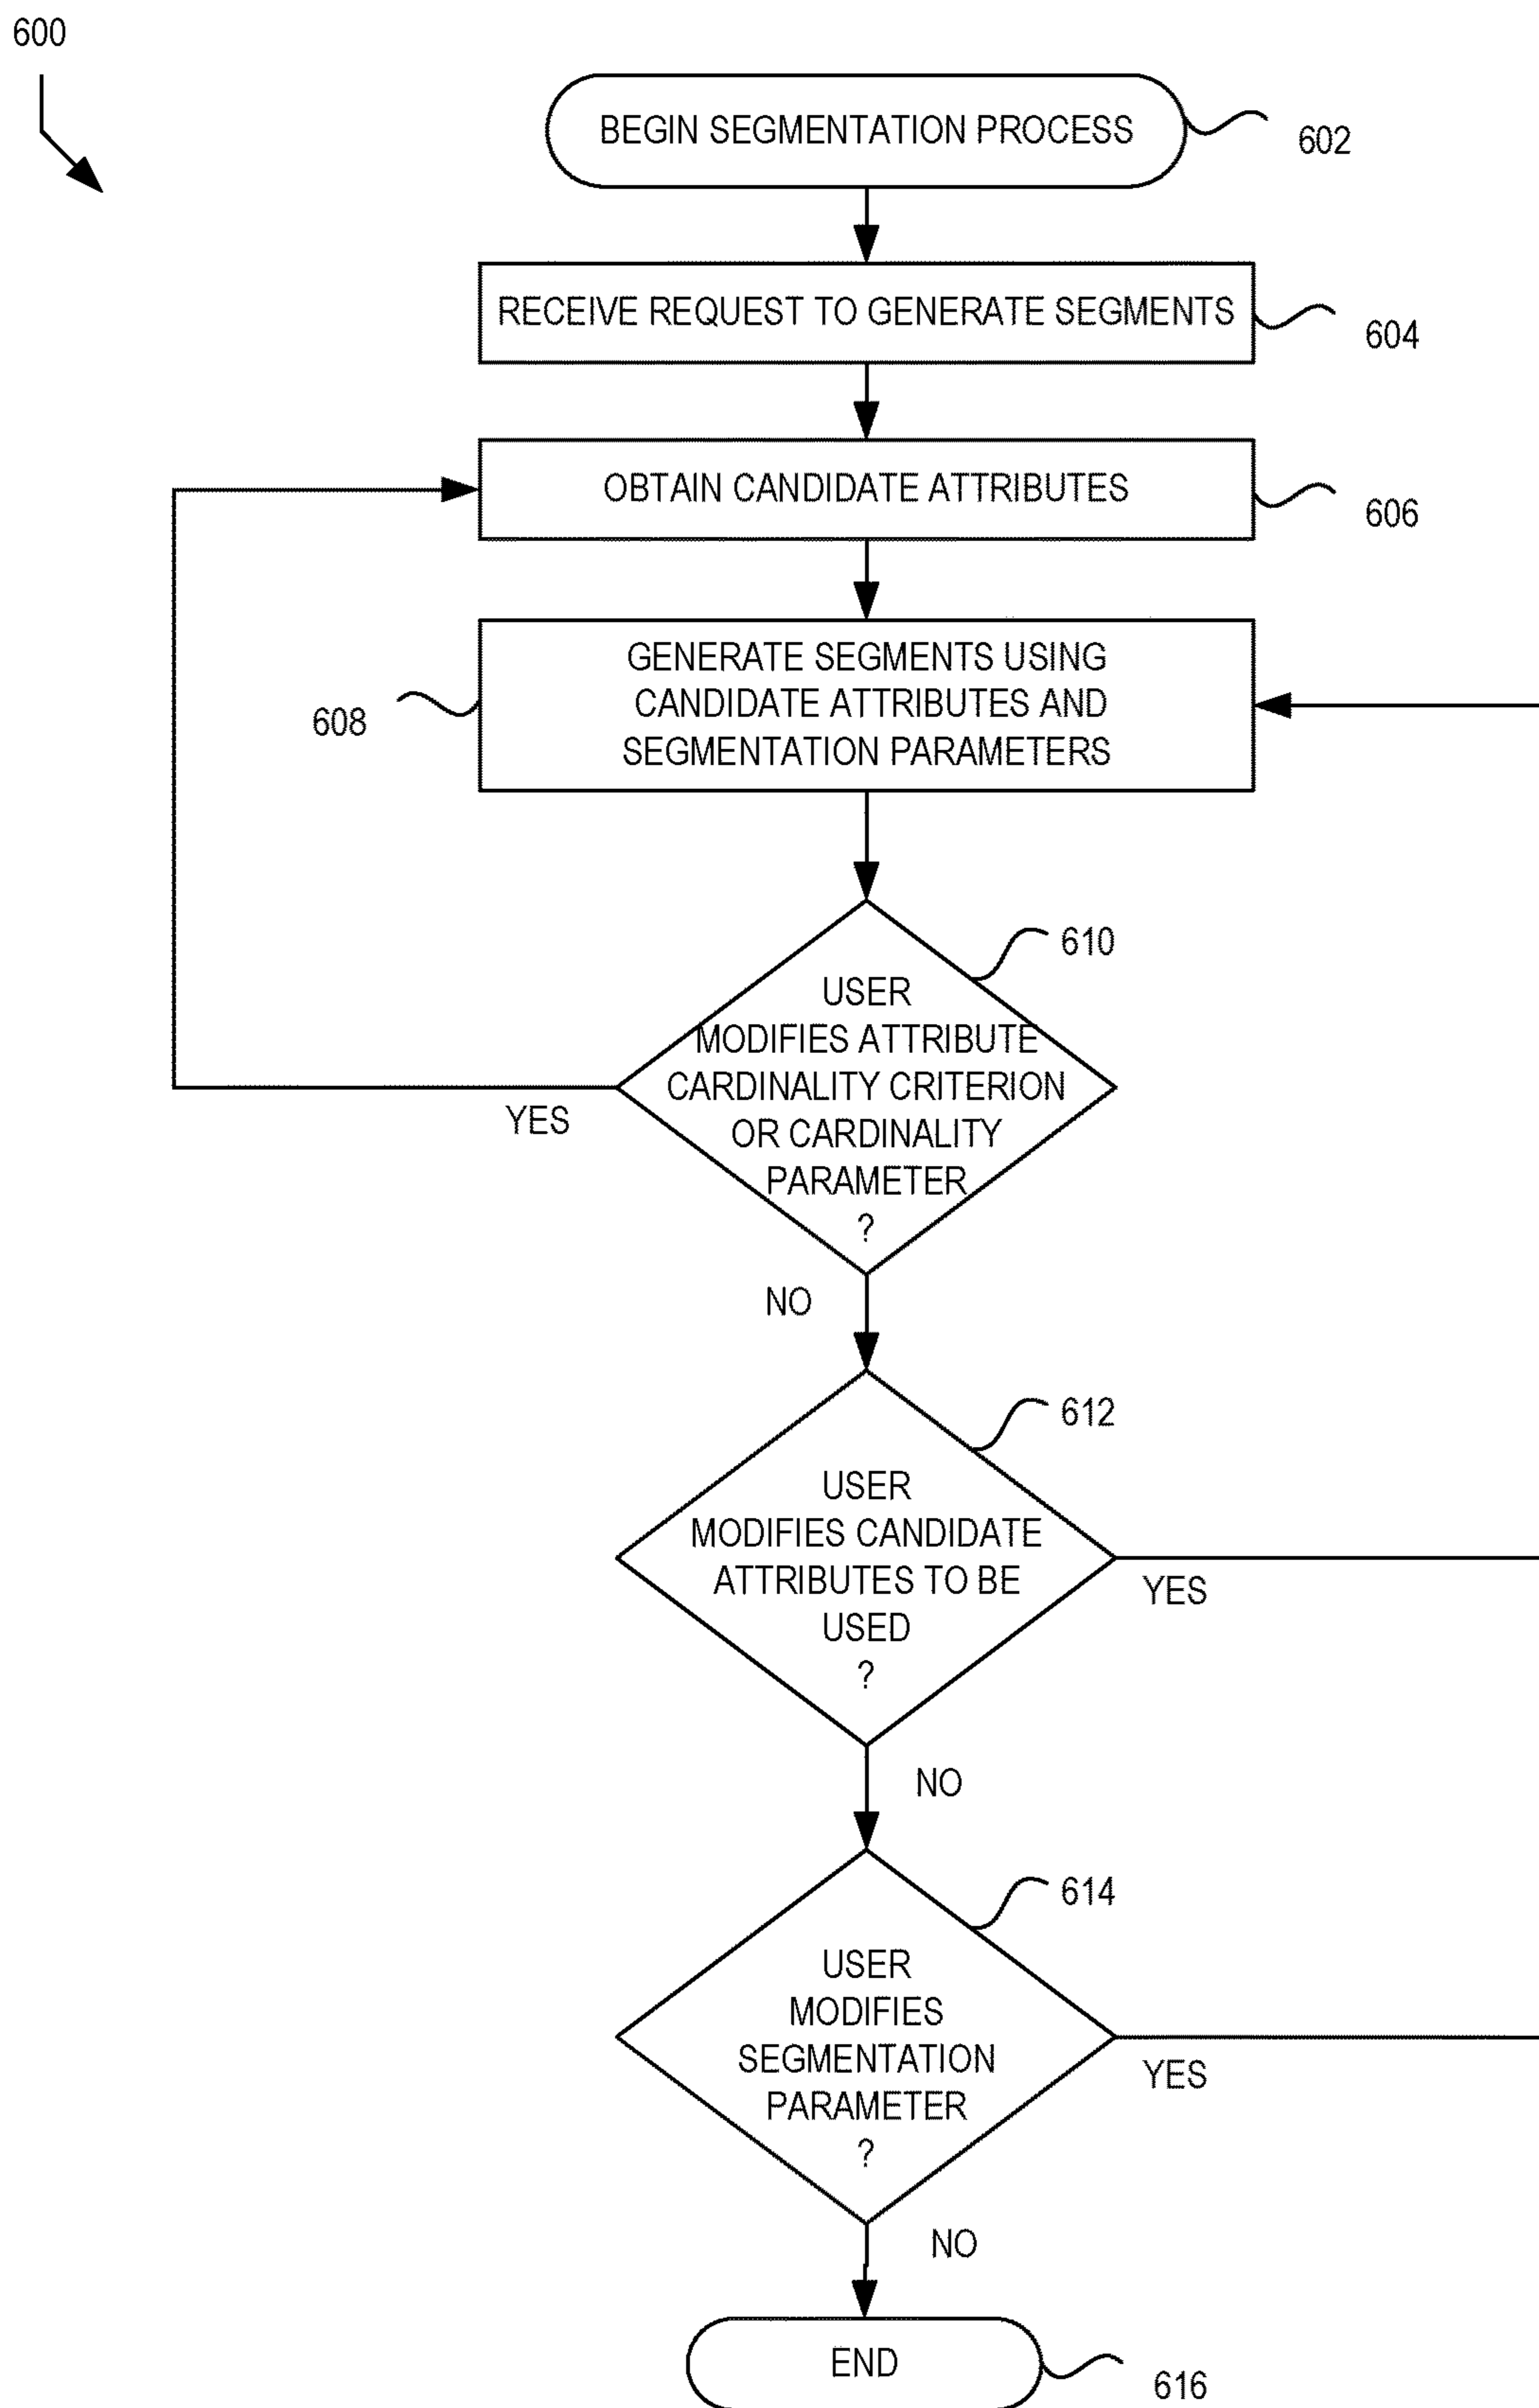 600
BEGIN SEGMENTATION PROCESS
602
RECEIVE REQUEST TO GENERATE SEGMENTS
604
OBTAIN CANDIDATE ATTRIBUTES
606
GENERATE SEGMENTS USING
CANDIDATE ATTRIBUTES AND
SEGMENTATION PARAMETERS
608
610
USER
MODIFIES ATTRIBUTE
CARDINALITY CRITERION
OR CARDINALITY
PARAMETER
?
YES
NO
612
USER
MODIFIES CANDIDATE
ATTRIBUTES TO BE
USED
?
YES
NO
614
USER
MODIFIES
SEGMENTATION
PARAMETER
?
YES
NO
END
616